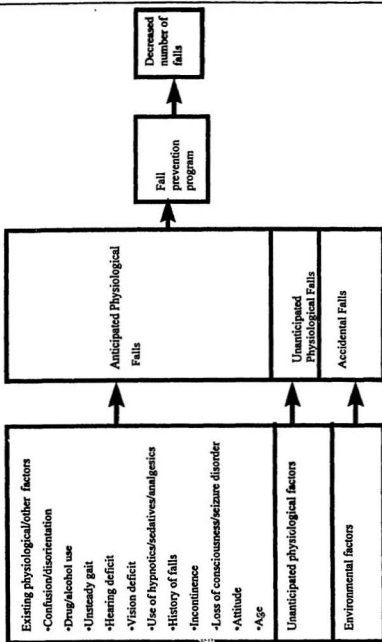 Existing physiological/other factors
•Confusion/disorientation
•Drug/alcohol use
•Unsteady gait
•Hearing deficit
•Vision deficit
•Use of hypnotics/sedatives/analgesics
•History of falls
•Incontinence
•Loss of consciousness/seizure disorder
•Attitude
•Age
Unanticipated physiological factors
Environmental factors
Anticipated Physiological
Falls
Unanticipated
Physiological Falls
Accidental Falls
Fall
prevention
program
Decreased
number of
falls